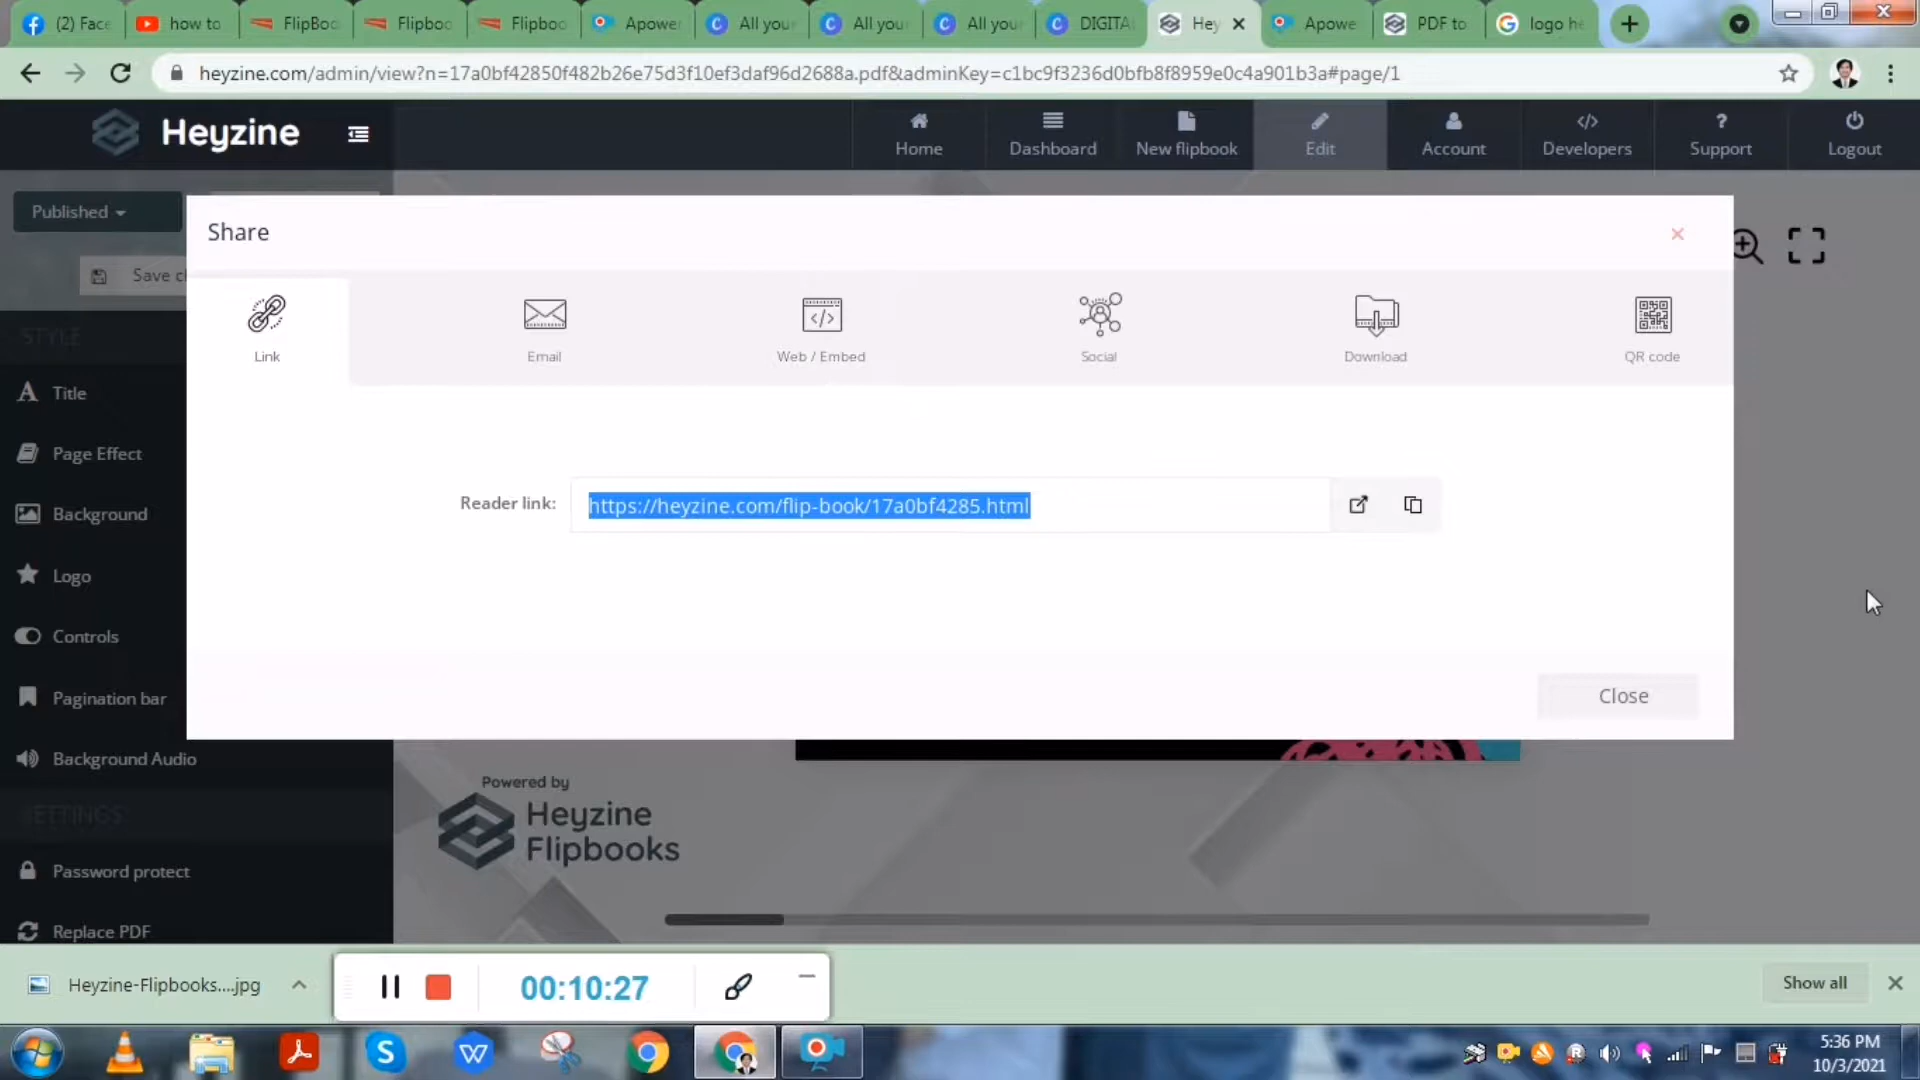 (2) Face
how to
FlipBoo
Flipboo
Flipboo
Apower
All your
All your
All your
DIGITA
Hey
Apowe
PDF to
logo he
heyzine.com/admin/view?n=17a0bf42850f482b26e75d3f10ef3daf96d2688a.pdf&adminKey=c1bc9f3236d0bfb8f8959e0c4a901b3a#page/1
Heyzine
Home
Dashboard
New flipbook
Edit
Account
Developers
Support
Logout
Published
Save ch
Share
Link
Email
Web / Embed
Social
Download
QR code
Reader link:
https://heyzine.com/flip-book/17a0bf4285.html
Close
STYLE
Title
Page Effect
Background
Logo
Controls
Pagination bar
Background Audio
SETTINGS
Password protect
Replace PDF
Powered by
Heyzine
Flipbooks
Heyzine-Flipbooks....jpg
00:10:27
Show all
5:36 PM
10/3/2021